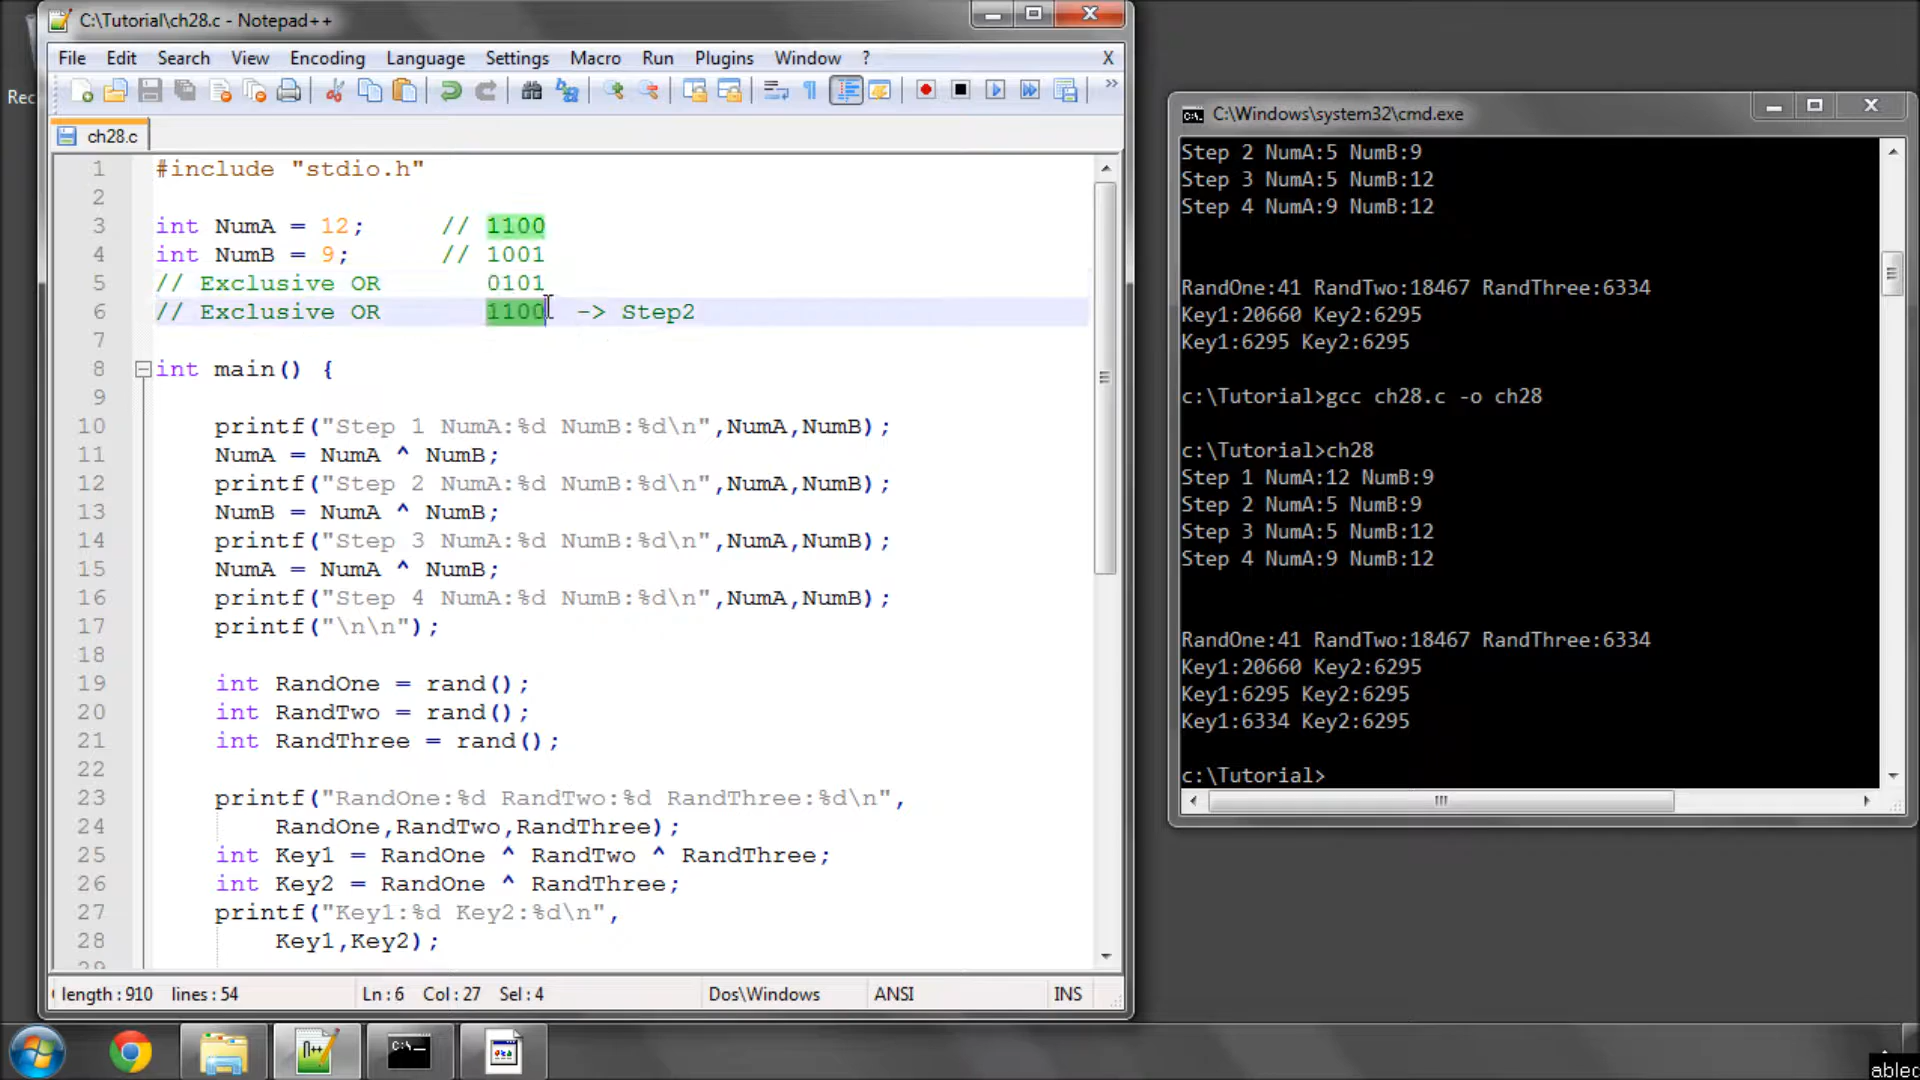 C:\Tutorial\ch28.c - Notepad++
File Edit Search View Encoding Language Settings Macro Run Plugins Window ? X
ch28.c
1 #include "stdio.h"
2
3 int NumA = 12; // 1100
4 int NumB = 9; // 1001
5 // Exclusive OR 0101
6 // Exclusive OR 1100 -> Step2
7
8 int main() {
9
10 printf("Step 1 NumA:%d NumB:%d\n",NumA,NumB);
11 NumA = NumA ^ NumB;
12 printf("Step 2 NumA:%d NumB:%d\n",NumA,NumB);
13 NumB = NumA ^ NumB;
14 printf("Step 3 NumA:%d NumB:%d\n",NumA,NumB);
15 NumA = NumA ^ NumB;
16 printf("Step 4 NumA:%d NumB:%d\n",NumA,NumB);
17 printf("\n\n");
18
19 int RandOne = rand();
20 int RandTwo = rand();
21 int RandThree = rand();
22
23 printf("RandOne:%d RandTwo:%d RandThree:%d\n",
24 RandOne,RandTwo,RandThree);
25 int Key1 = RandOne ^ RandTwo ^ RandThree;
26 int Key2 = RandOne ^ RandThree;
27 printf("Key1:%d Key2:%d\n",
28 Key1,Key2);
29
length : 910 lines : 54 Ln : 6 Col : 27 Sel : 4 Dos\Windows ANSI INS
Rec
C:\Windows\system32\cmd.exe
Step 2 NumA:5 NumB:9
Step 3 NumA:5 NumB:12
Step 4 NumA:9 NumB:12
RandOne:41 RandTwo:18467 RandThree:6334
Key1:20660 Key2:6295
Key1:6295 Key2:6295
c:\Tutorial>gcc ch28.c -o ch28
c:\Tutorial>ch28
Step 1 NumA:12 NumB:9
Step 2 NumA:5 NumB:9
Step 3 NumA:5 NumB:12
Step 4 NumA:9 NumB:12
RandOne:41 RandTwo:18467 RandThree:6334
Key1:20660 Key2:6295
Key1:6295 Key2:6295
Key1:6334 Key2:6295
c:\Tutorial>
ablec